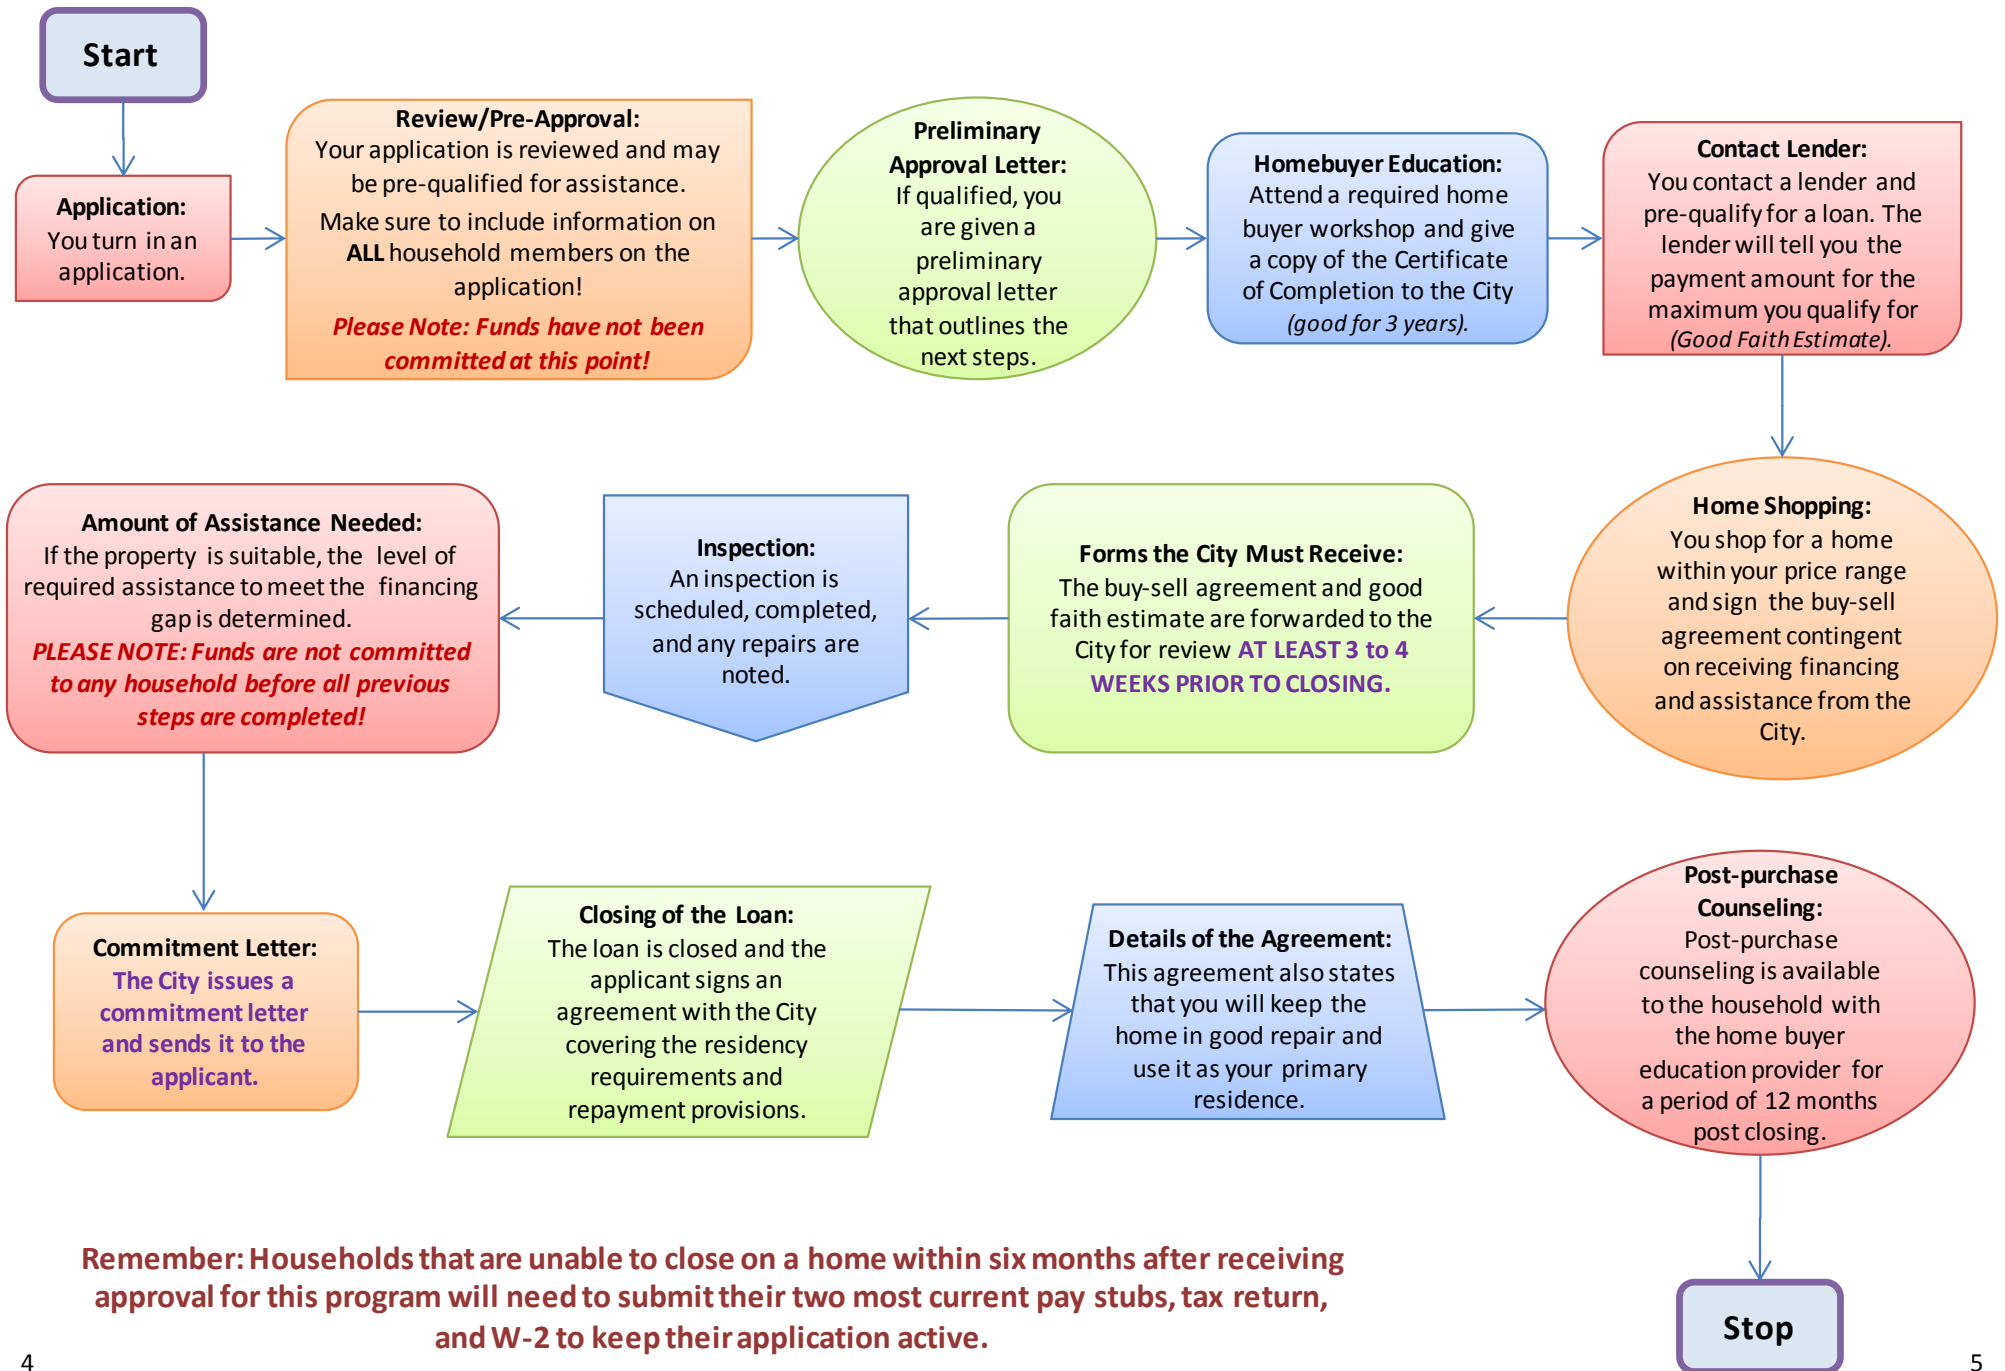 Start
Application:
You turn in an
application.
Review/Pre-Approval:
Your application is reviewed and may
be pre-qualified for assistance.
Make sure to include information on
ALL household members on the
application!
Please Note: Funds have not been
committed at this point!
Preliminary
Approval Letter:
If qualified, you
are given a
preliminary
approval letter
that outlines the
next steps.
Homebuyer Education:
Attend a required home
buyer workshop and give
a copy of the Certificate
of Completion to the City
(good for 3 years).
Contact Lender:
You contact a lender and
pre-qualify for a loan. The
lender will tell you the
payment amount for the
maximum you qualify for
(Good Faith Estimate).
Home Shopping:
You shop for a home
within your price range
and sign the buy-sell
agreement contingent
on receiving financing
and assistance from the
City.
Forms the City Must Receive:
The buy-sell agreement and good
faith estimate are forwarded to the
City for review AT LEAST 3 to 4
WEEKS PRIOR TO CLOSING.
Inspection:
An inspection is
scheduled, completed,
and any repairs are
noted.
Amount of Assistance Needed:
If the property is suitable, the level of
required assistance to meet the financing
gap is determined.
PLEASE NOTE: Funds are not committed
to any household before all previous
steps are completed!
Commitment Letter:
The City issues a
commitment letter
and sends it to the
applicant.
Closing of the Loan:
The loan is closed and the
applicant signs an
agreement with the City
covering the residency
requirements and
repayment provisions.
Details of the Agreement:
This agreement also states
that you will keep the
home in good repair and
use it as your primary
residence.
Post-purchase
Counseling:
Post-purchase
counseling is available
to the household with
the home buyer
education provider for
a period of 12 months
post closing.
Stop
Remember: Households that are unable to close on a home within six months after receiving
approval for this program will need to submit their two most current pay stubs, tax return,
and W-2 to keep their application active.
4
5